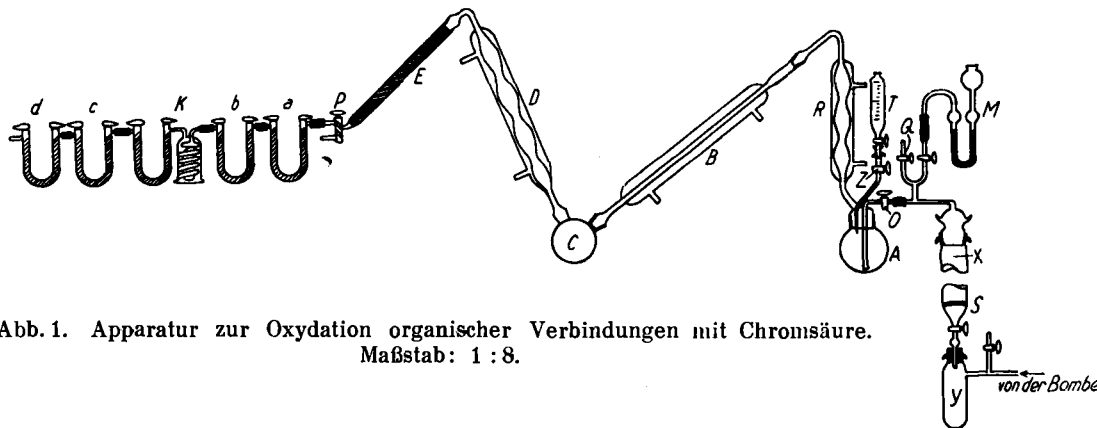 d c K b a P E D C B R T Q M
Z O A X
S
y
von der Bombe
Abb. 1. Apparatur zur Oxydation organischer Verbindungen mit Chromsäure.
Maßstab: 1 : 8.